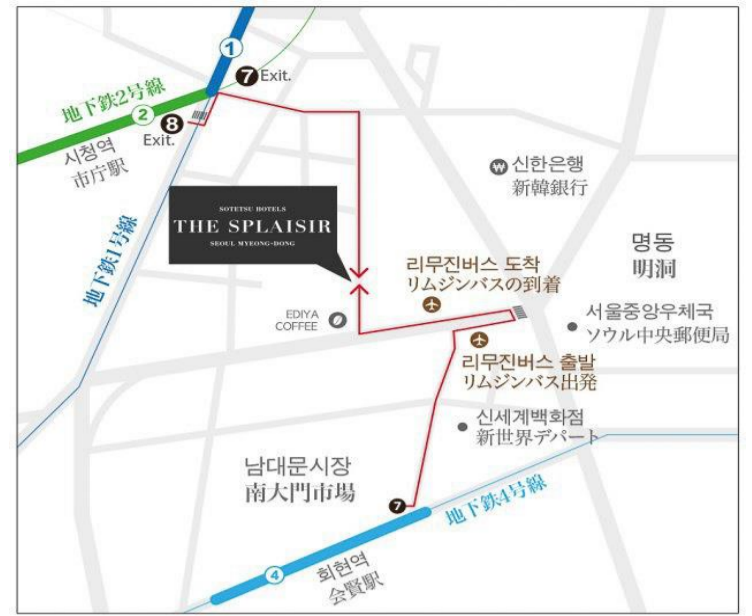 1
7 Exit.
地下鉄2号線
2
8
Exit.
시청역
市庁駅
₩ 신한은행
新韓銀行
SOTETSU HOTELS
THE SPLAISIR
SEOUL MYEONG-DONG
地下鉄1号線
명동
明洞
리무진버스 도착
リムジンバスの到着
EDIYA
COFFEE
서울중앙우체국
ソウル中央郵便局
리무진버스 출발
リムジンバス出発
신세계백화점
新世界デパート
남대문시장
南大門市場
7
地下鉄4号線
4
회현역
会賢駅